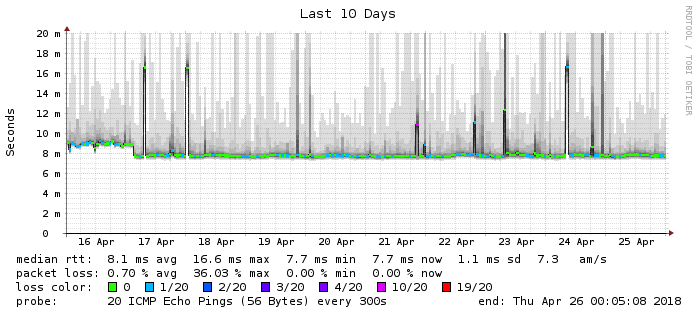 Last 10 Days
RRDTOOL / TOBI OETIKER
Seconds
20 m
18 m
16 m
14 m
12 m
10 m
8 m
6 m
4 m
2 m
0
16 Apr 17 Apr 18 Apr 19 Apr 20 Apr 21 Apr 22 Apr 23 Apr 24 Apr 25 Apr
median rtt: 8.1 ms avg 16.6 ms max 7.7 ms min 7.7 ms now 1.1 ms sd 7.3 am/s
packet loss: 0.70 % avg 36.03 % max 0.00 % min 0.00 % now
loss color: 0 1/20 2/20 3/20 4/20 10/20 19/20
probe: 20 ICMP Echo Pings (56 Bytes) every 300s end: Thu Apr 26 00:05:08 2018